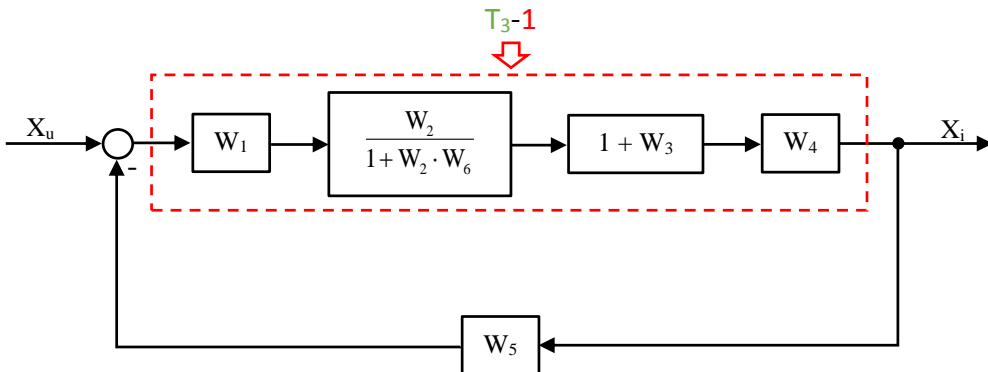 T₃-1
Xᵤ
-
W₁
W₂
1 + W₂ · W₆
1 + W₃
W₄
Xᵢ
W₅